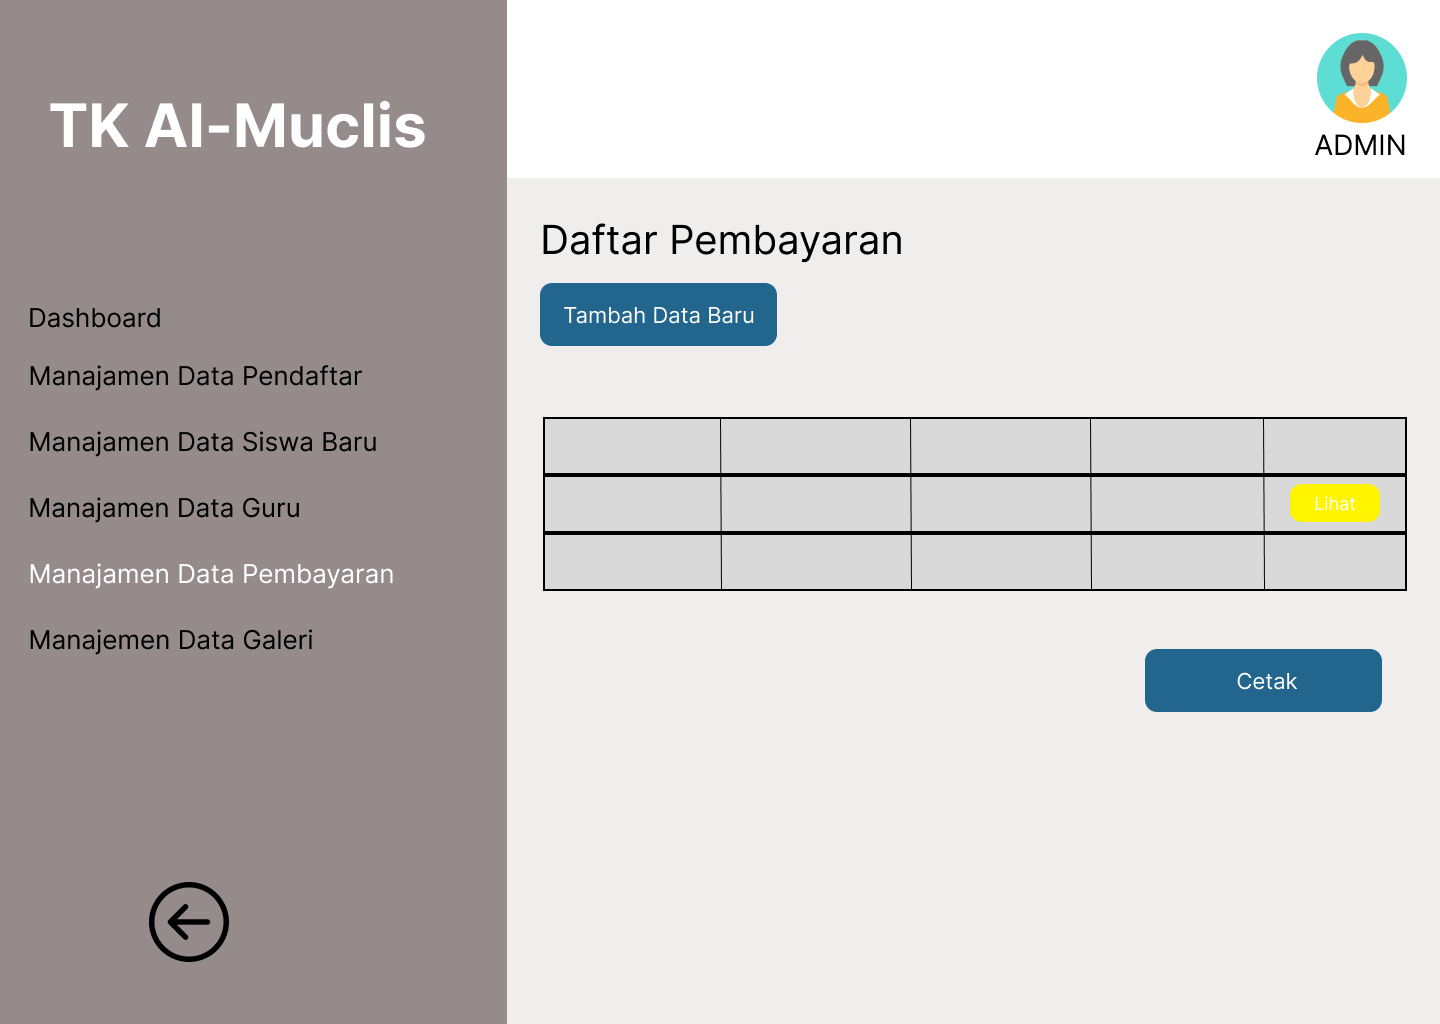 TK Al-Muclis
ADMIN
Dashboard
Manajamen Data Pendaftar
Manajamen Data Siswa Baru
Manajamen Data Guru
Manajamen Data Pembayaran
Manajemen Data Galeri
Daftar Pembayaran
Tambah Data Baru
Lihat
Cetak